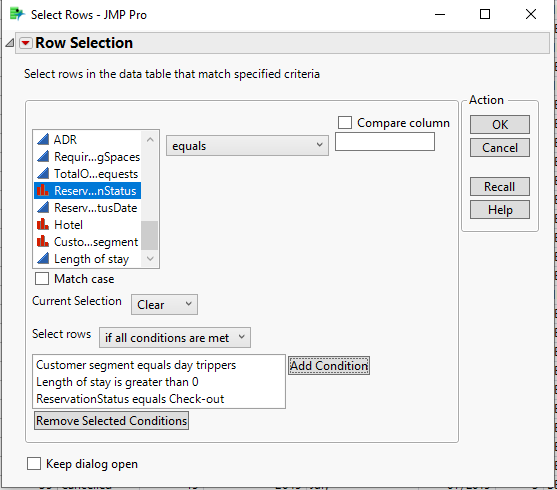 Select Rows - JMP Pro
Row Selection
Select rows in the data table that match specified criteria
Action
Compare column
OK
ADR
equals
Cancel
Requir...gSpaces
TotalO...equests
Reserv...nStatus
Recall
Reserv...tusDate
Help
Hotel
Custo...segment
Length of stay
Match case
Current Selection Clear
Select rows if all conditions are met
Customer segment equals day trippers
Add Condition
Length of stay is greater than 0
ReservationStatus equals Check-out
Remove Selected Conditions
Keep dialog open